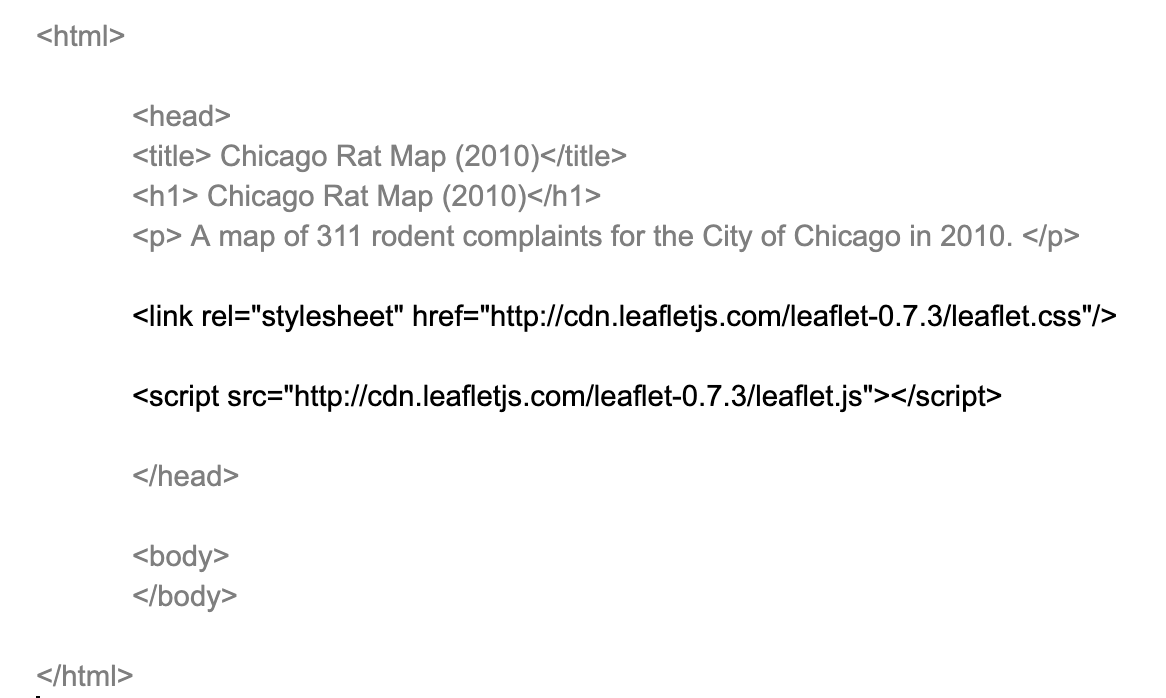 <html>
<head>
<title> Chicago Rat Map (2010)</title>
<h1> Chicago Rat Map (2010)</h1>
<p> A map of 311 rodent complaints for the City of Chicago in 2010. </p>
<link rel="stylesheet" href="http://cdn.leafletjs.com/leaflet-0.7.3/leaflet.css"/>
<script src="http://cdn.leafletjs.com/leaflet-0.7.3/leaflet.js"></script>
</head>
<body>
</body>
</html>